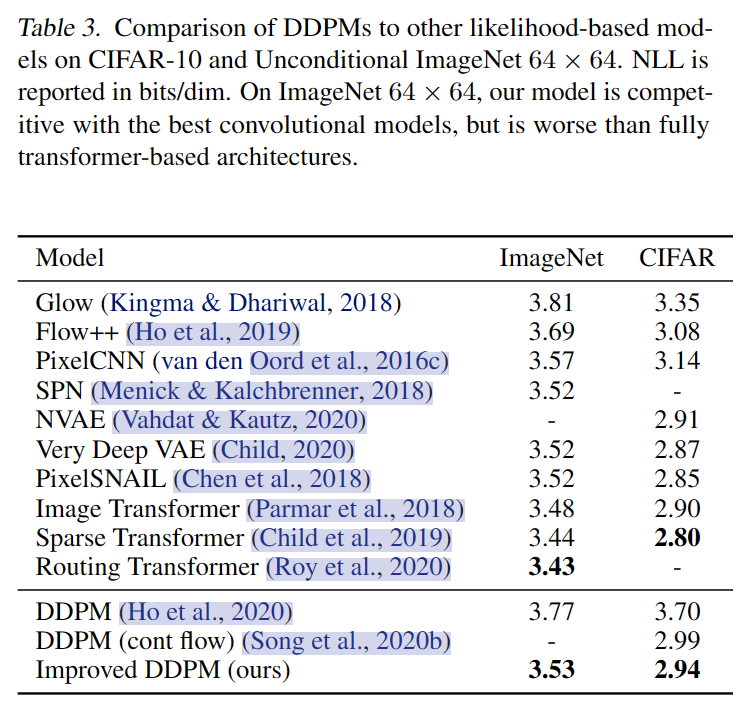 Table 3. Comparison of DDPMs to other likelihood-based mod-
els on CIFAR-10 and Unconditional ImageNet 64 × 64. NLL is
reported in bits/dim. On ImageNet 64 × 64, our model is compet-
itive with the best convolutional models, but is worse than fully
transformer-based architectures.
Model ImageNet CIFAR
Glow (Kingma & Dhariwal, 2018) 3.81 3.35
Flow++ (Ho et al., 2019) 3.69 3.08
PixelCNN (van den Oord et al., 2016c) 3.57 3.14
SPN (Menick & Kalchbrenner, 2018) 3.52 -
NVAE (Vahdat & Kautz, 2020) - 2.91
Very Deep VAE (Child, 2020) 3.52 2.87
PixelSNAIL (Chen et al., 2018) 3.52 2.85
Image Transformer (Parmar et al., 2018) 3.48 2.90
Sparse Transformer (Child et al., 2019) 3.44 2.80
Routing Transformer (Roy et al., 2020) 3.43 -
DDPM (Ho et al., 2020) 3.77 3.70
DDPM (cont flow) (Song et al., 2020b) - 2.99
Improved DDPM (ours) 3.53 2.94